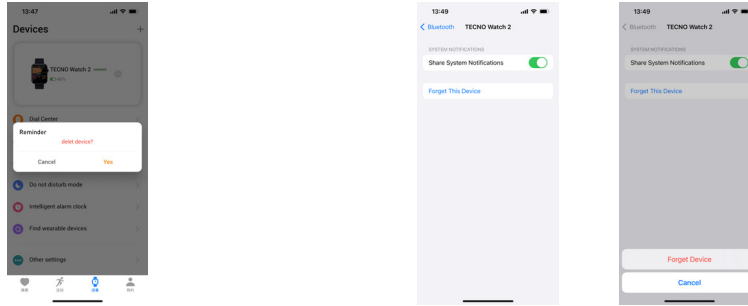 13:47
Devices
+
TECNO Watch 2
Dial Center
Reminder
delet device?
Cancel
Yes
Do not disturb mode
Intelligent alarm clock
Find wearable devices
Other settings
13:49
Bluetooth
TECNO Watch 2
SYSTEM NOTIFICATIONS
Share System Notifications
Forget This Device
13:49
Bluetooth
TECNO Watch 2
SYSTEM NOTIFICATIONS
Share System Notifications
Forget This Device
Forget Device
Cancel